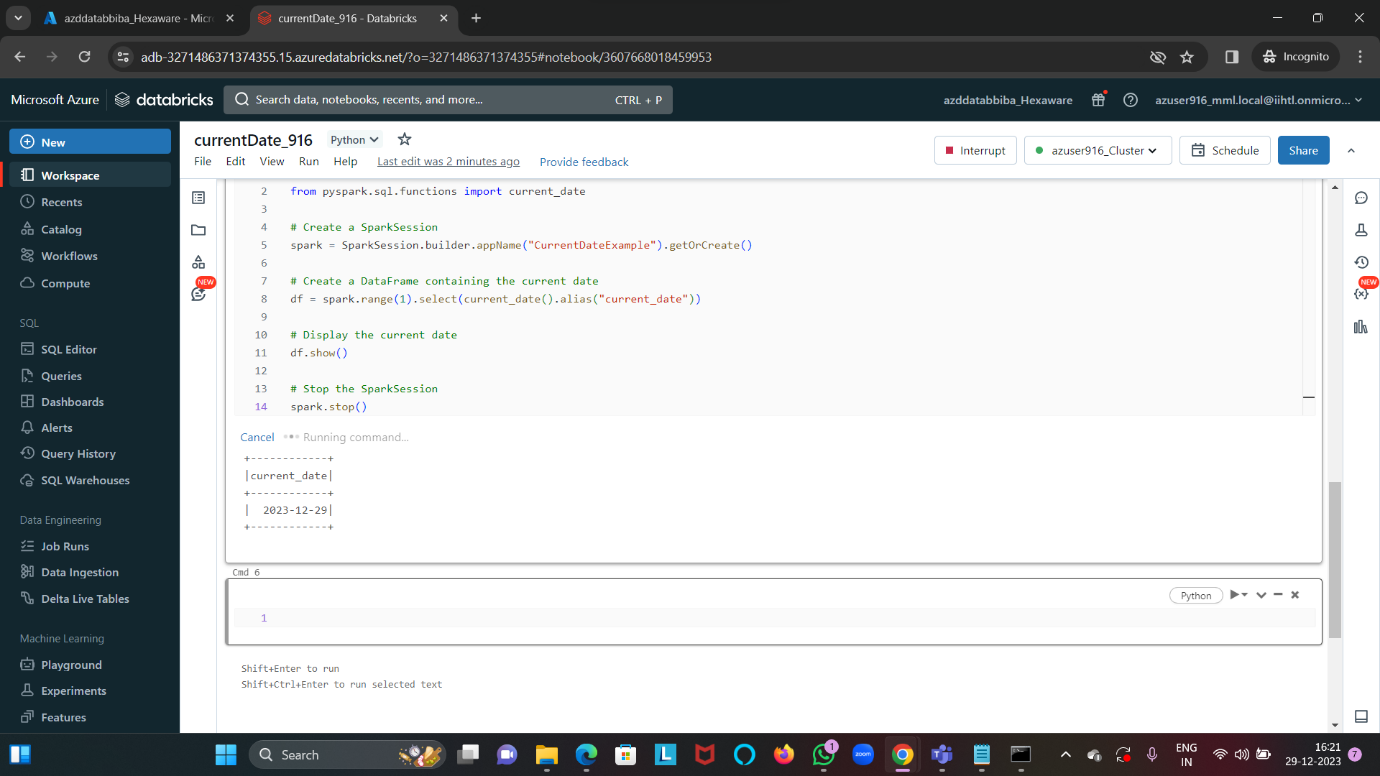 azddatabbiba_Hexaware - Micr
currentDate_916 - Databricks
adb-3271486371374355.15.azuredatabricks.net/?o=3271486371374355#notebook/3607668018459953
Incognito
Microsoft Azure
databricks
Search data, notebooks, recents, and more...
CTRL + P
azddatabbiba_Hexaware
azuser916_mml.local@iihtl.onmicro...
New
Workspace
Recents
Catalog
Workflows
Compute
SQL
SQL Editor
Queries
Dashboards
Alerts
Query History
SQL Warehouses
Data Engineering
Job Runs
Data Ingestion
Delta Live Tables
Machine Learning
Playground
Experiments
Features
currentDate_916
Python
File Edit View Run Help Last edit was 2 minutes ago Provide feedback
Interrupt
azuser916_Cluster
Schedule
Share
NEW
2 from pyspark.sql.functions import current_date
3
4 # Create a SparkSession
5 spark = SparkSession.builder.appName("CurrentDateExample").getOrCreate()
6
7 # Create a DataFrame containing the current date
8 df = spark.range(1).select(current_date().alias("current_date"))
9
10 # Display the current date
11 df.show()
12
13 # Stop the SparkSession
14 spark.stop()
Cancel Running command...
+------------+
|current_date|
+------------+
|  2023-12-29|
+------------+
Cmd 6
Python
1
Shift+Enter to run
Shift+Ctrl+Enter to run selected text
NEW
Search
L
1
zoom
ENG
IN
16:21
29-12-2023
7